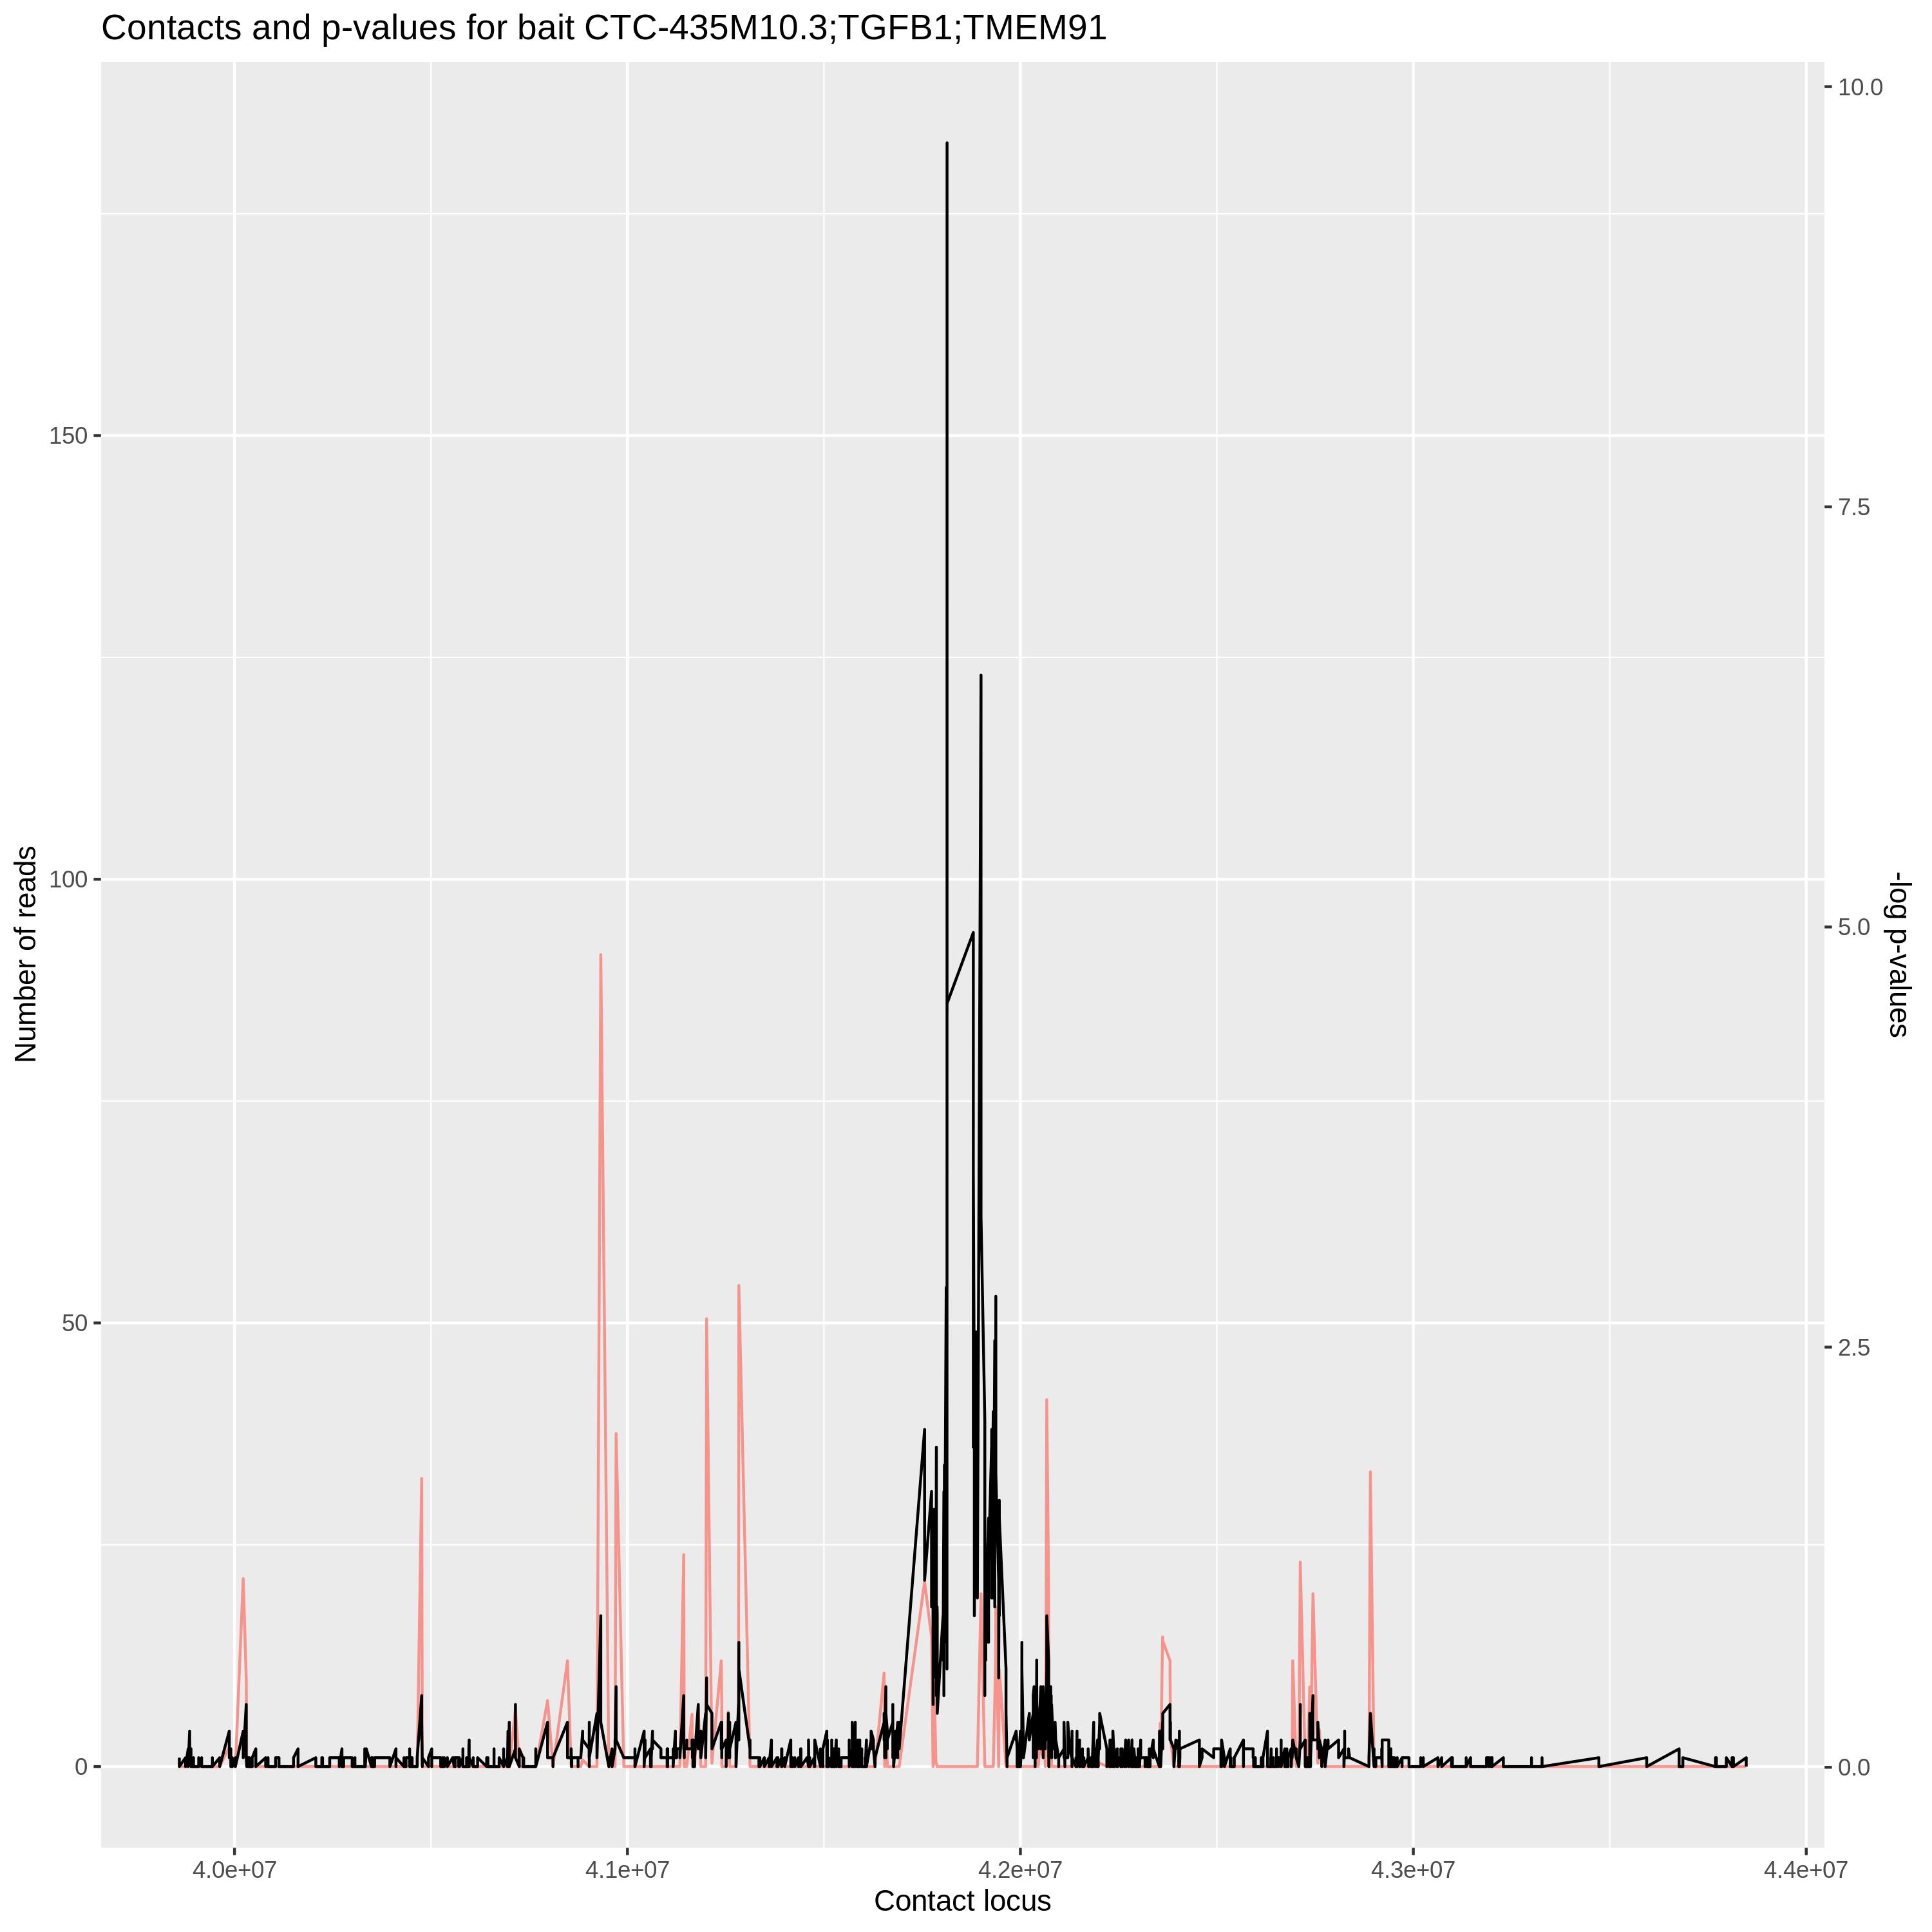 Contacts and p-values for bait CTC-435M10.3;TGFB1;TMEM91
10.0
150
7.5
Number of reads
100
5.0
-log p-values
50
2.5
0
0.0
4.0e+07
4.1e+07
4.2e+07
4.3e+07
4.4e+07
Contact locus